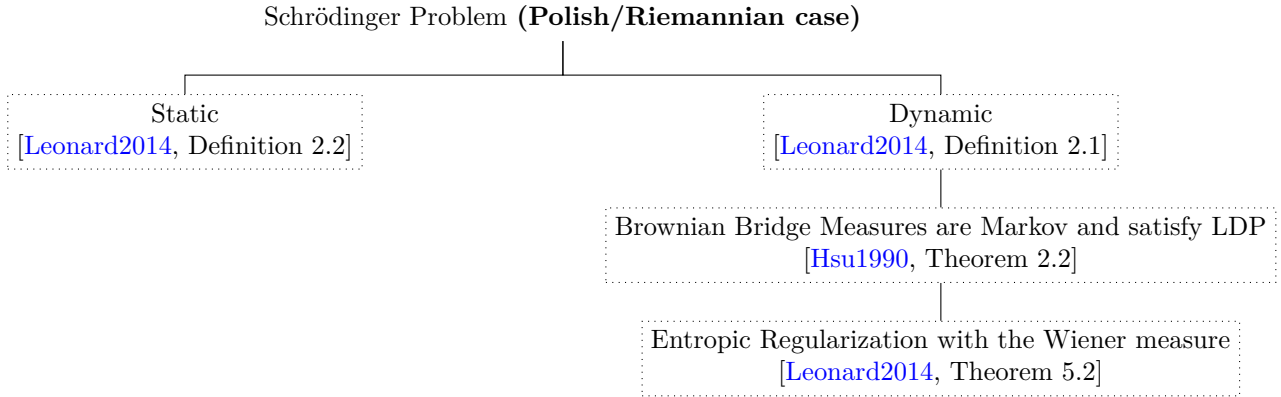 Schrödinger Problem (Polish/Riemannian case)
Static
[Leonard2014, Definition 2.2]
Dynamic
[Leonard2014, Definition 2.1]
Brownian Bridge Measures are Markov and satisfy LDP
[Hsu1990, Theorem 2.2]
Entropic Regularization with the Wiener measure
[Leonard2014, Theorem 5.2]